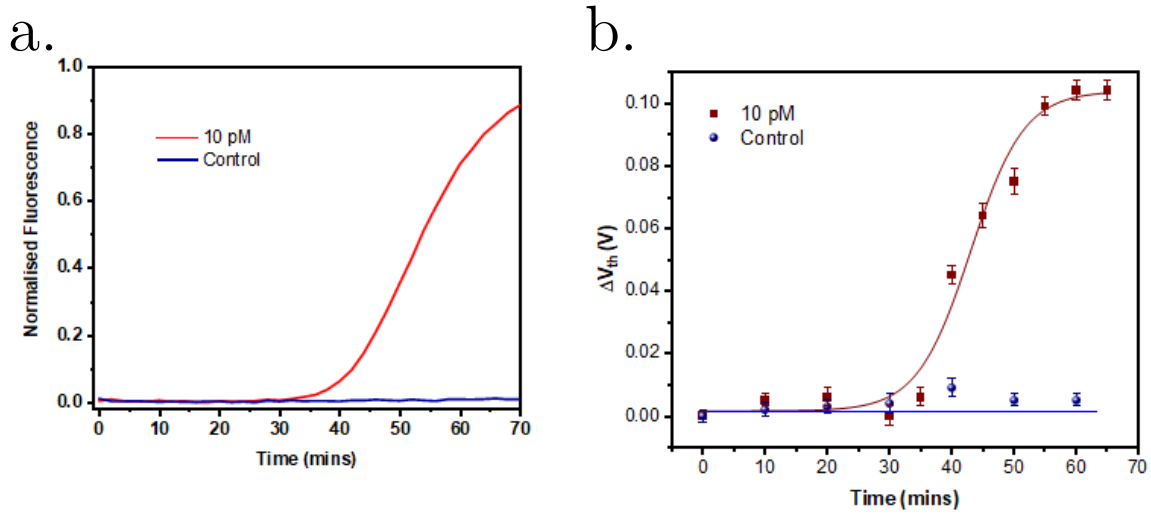 a.
1.0
0.8
0.6
0.4
0.2
0.0
Normalised Fluorescence
10 pM
Control
0 10 20 30 40 50 60 70
Time (mins)
b.
0.10
0.08
0.06
0.04
0.02
0.00
ΔVth (V)
10 pM
Control
0 10 20 30 40 50 60 70
Time (mins)